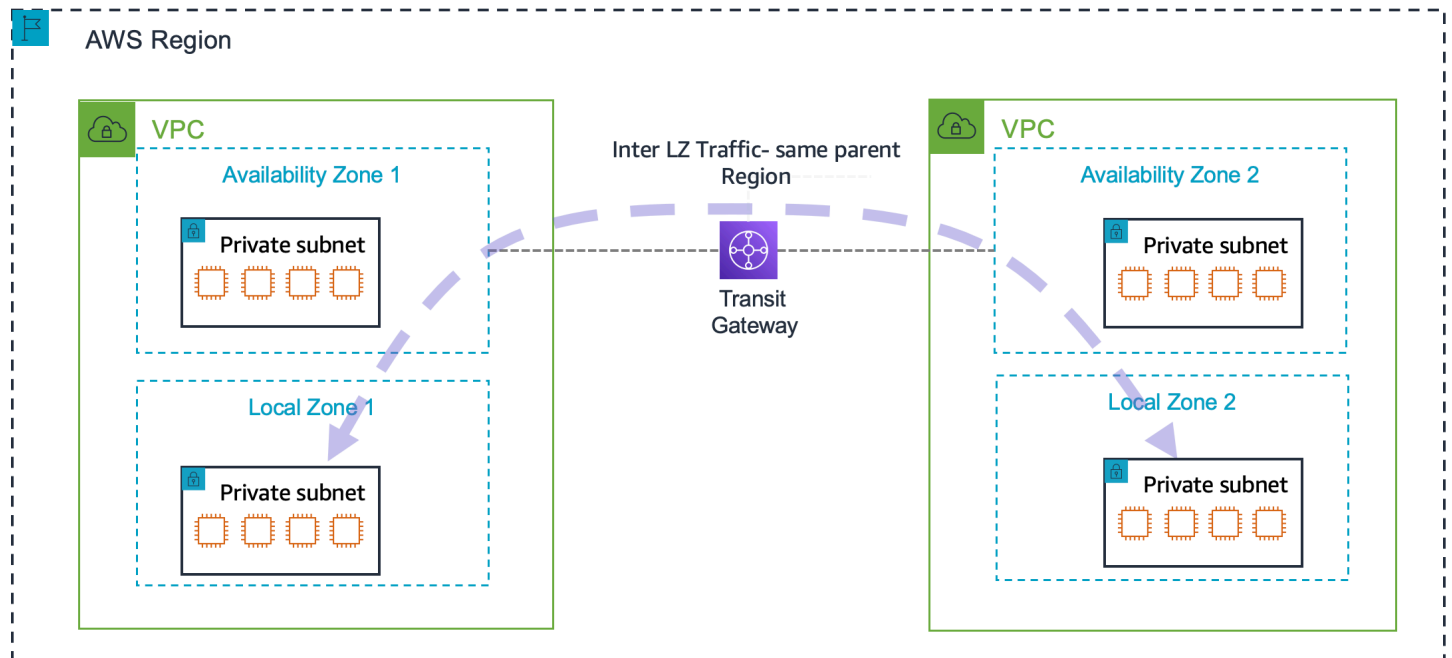 AWS Region
VPC
Availability Zone 1
Private subnet
Local Zone 1
Private subnet
Inter LZ Traffic- same parent
Region
Transit
Gateway
VPC
Availability Zone 2
Private subnet
Local Zone 2
Private subnet